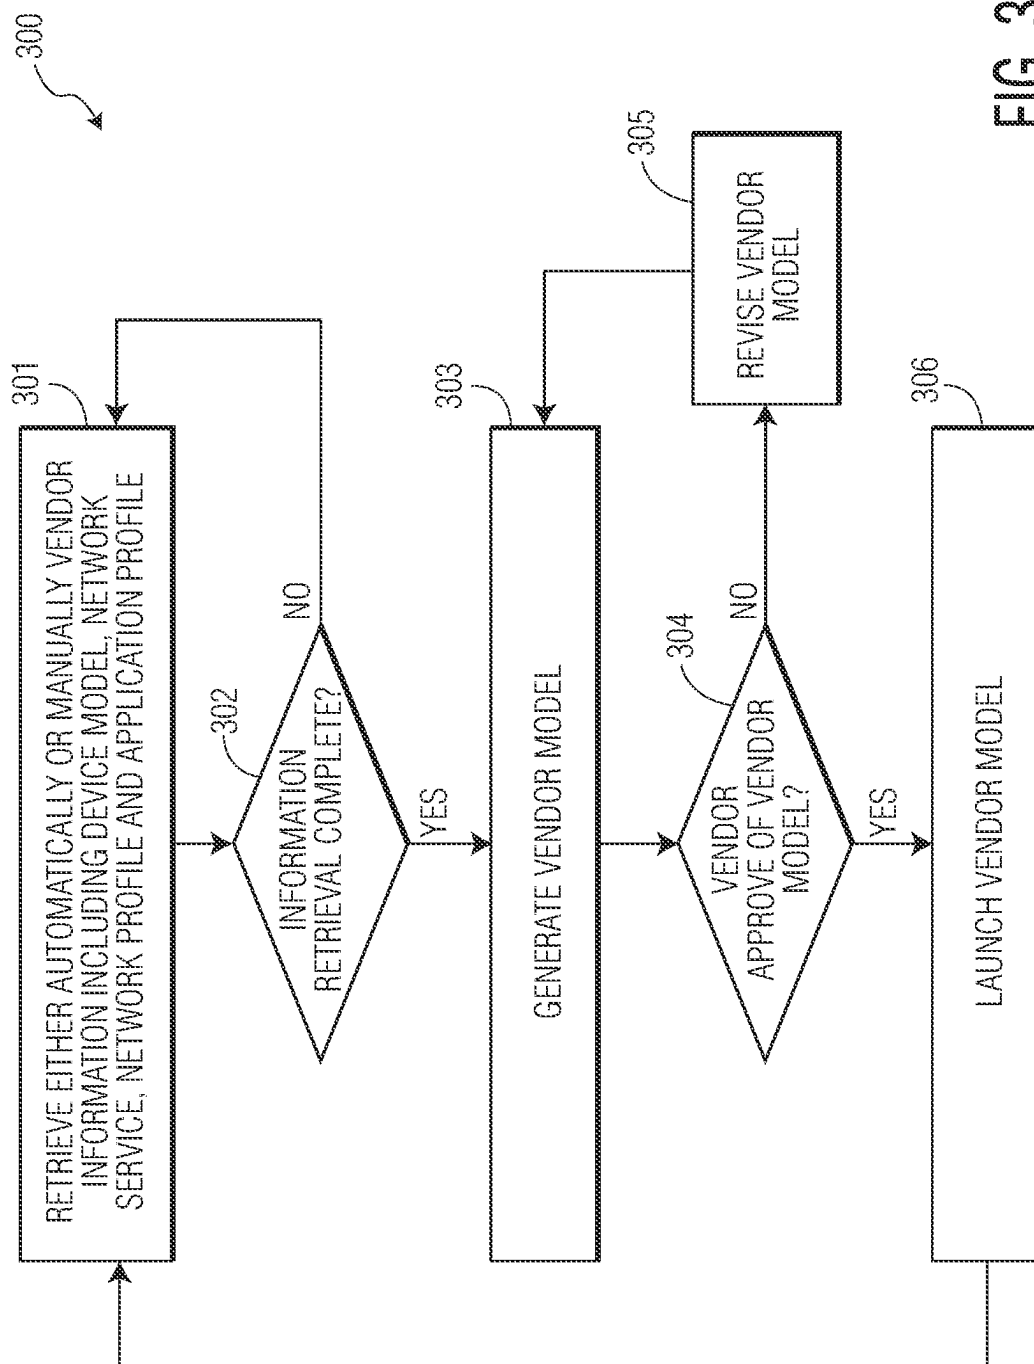 300
301
RETRIEVE EITHER AUTOMATICALLY OR MANUALLY VENDOR
INFORMATION INCLUDING DEVICE MODEL, NETWORK
SERVICE, NETWORK PROFILE AND APPLICATION PROFILE
302
INFORMATION
RETRIEVAL COMPLETE?
NO
YES
303
GENERATE VENDOR MODEL
304
VENDOR
APPROVE OF VENDOR
MODEL?
NO
305
REVISE VENDOR
MODEL
YES
306
LAUNCH VENDOR MODEL
FIG. 3